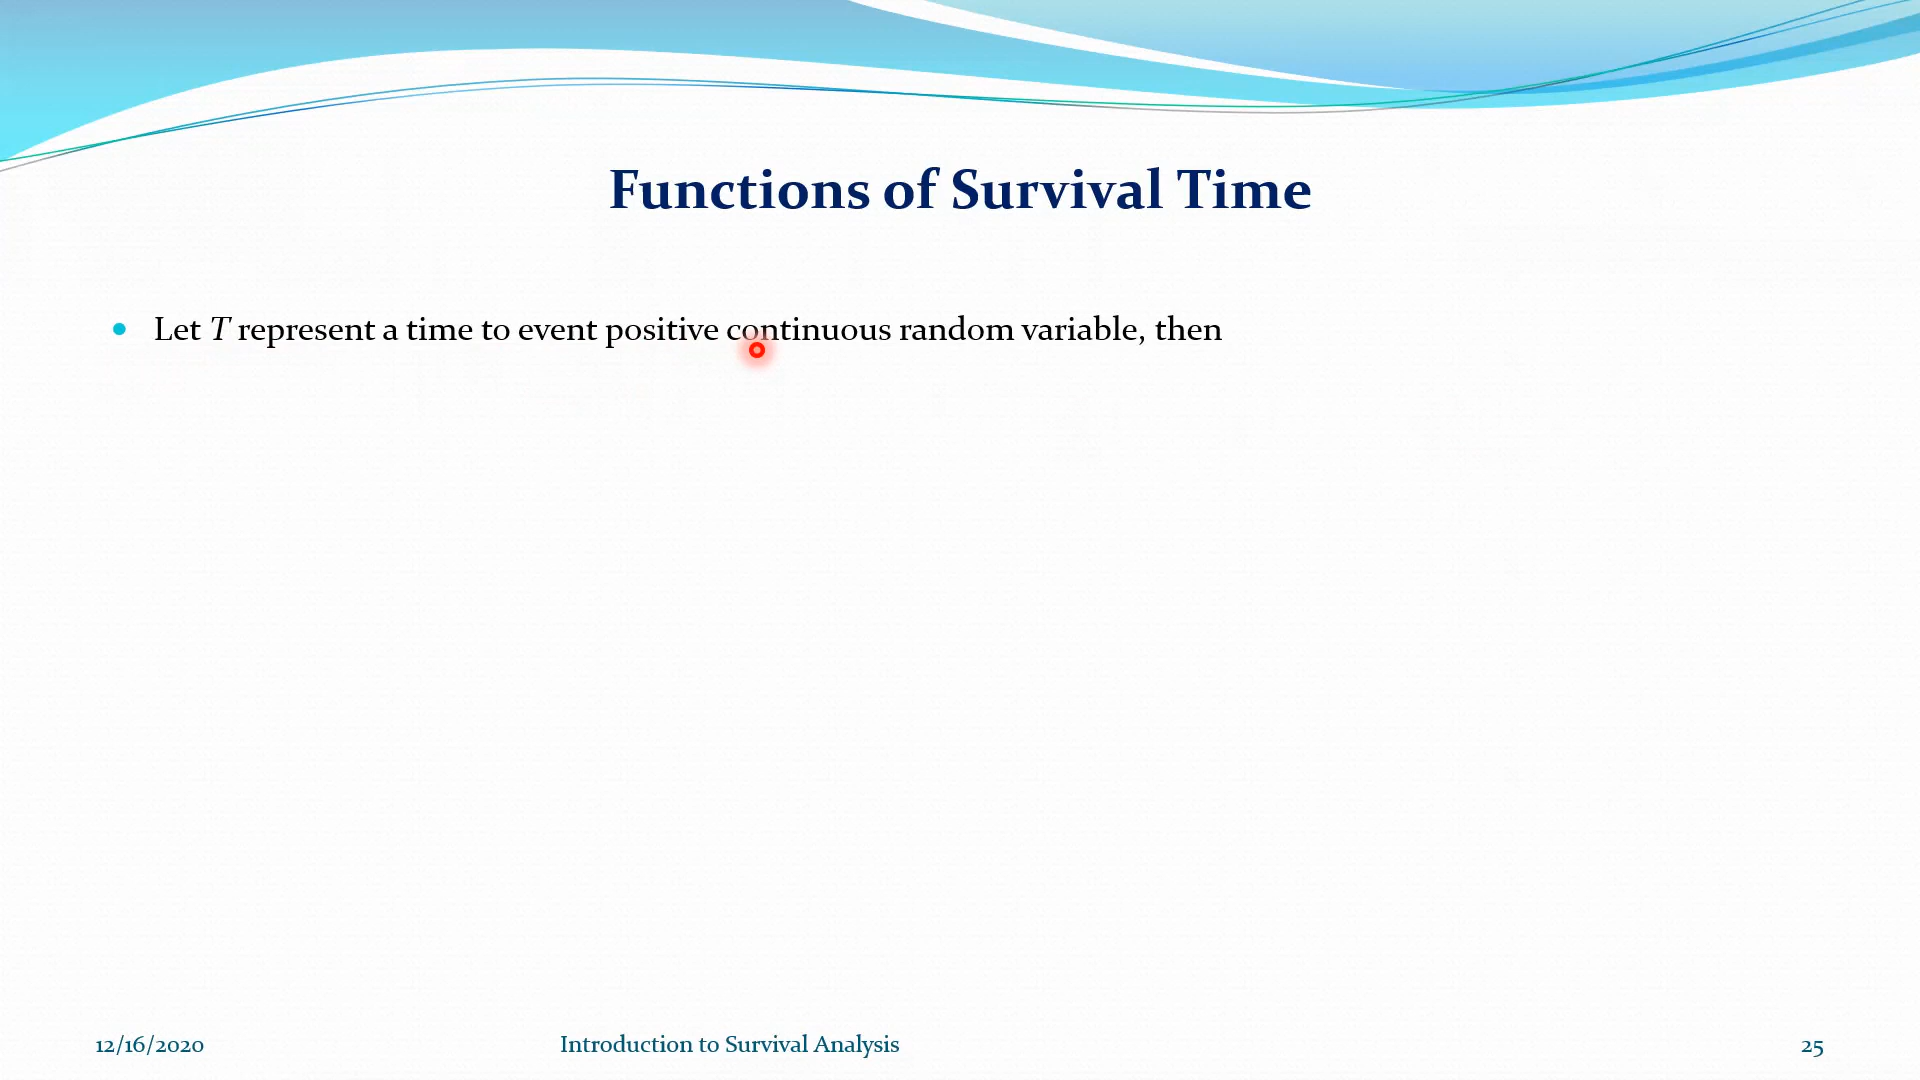 Functions of Survival Time
Let T represent a time to event positive continuous random variable, then
12/16/2020
Introduction to Survival Analysis
25